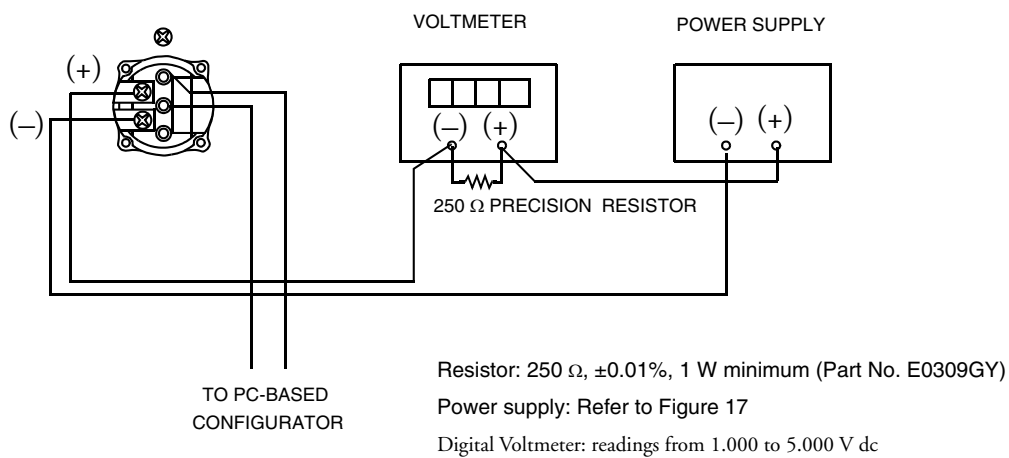 VOLTMETER
POWER SUPPLY
(+)
(–)
(–) (+)
(–) (+)
250 Ω PRECISION RESISTOR
TO PC-BASED
CONFIGURATOR
Resistor: 250 Ω, ±0.01%, 1 W minimum (Part No. E0309GY)
Power supply: Refer to Figure 17
Digital Voltmeter: readings from 1.000 to 5.000 V dc